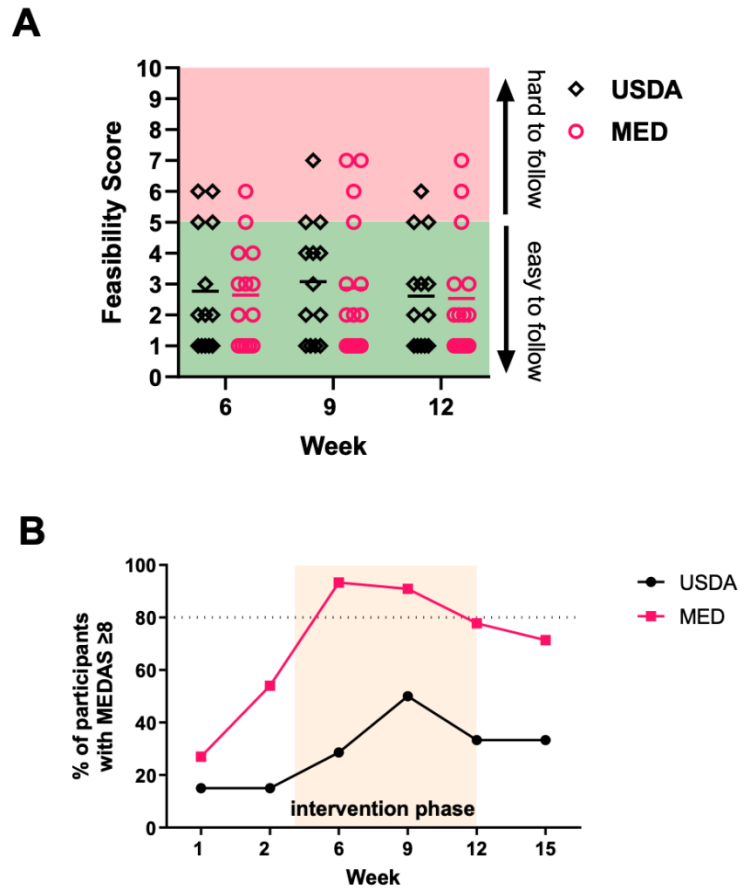 A
10
9
8
7
6
5
4
3
2
1
0
Feasibility Score
6 9 12
Week
hard to follow
easy to follow
USDA
MED
B
100
80
60
40
20
0
% of participants
with MEDAS ≥8
intervention phase
1 2 6 9 12 15
Week
USDA
MED